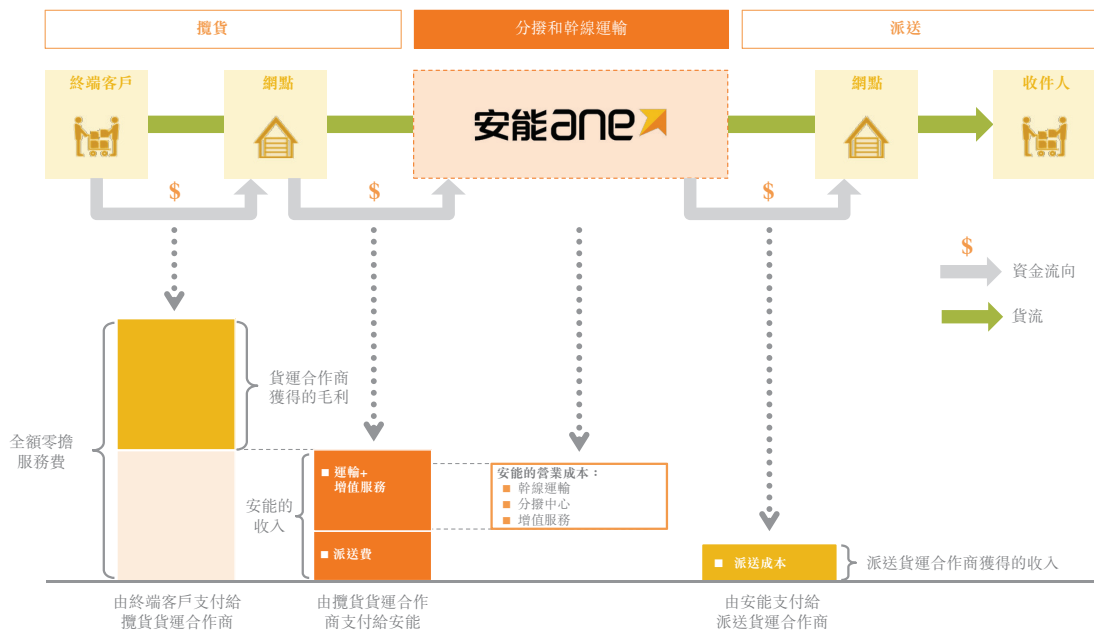 攬貨
分撥和幹線運輸
派送
終端客戶
網點
安能ane
網點
收件人
$
$
$
$
資金流向
貨流
貨運合作商
獲得的毛利
全額零擔
服務費
安能的
收入
運輸+
增值服務
派送費
安能的營業成本：
幹線運輸
分撥中心
增值服務
派送成本
派送貨運合作商獲得的收入
由終端客戶支付給
攬貨貨運合作商
由攬貨貨運合作
商支付給安能
由安能支付給
派送貨運合作商